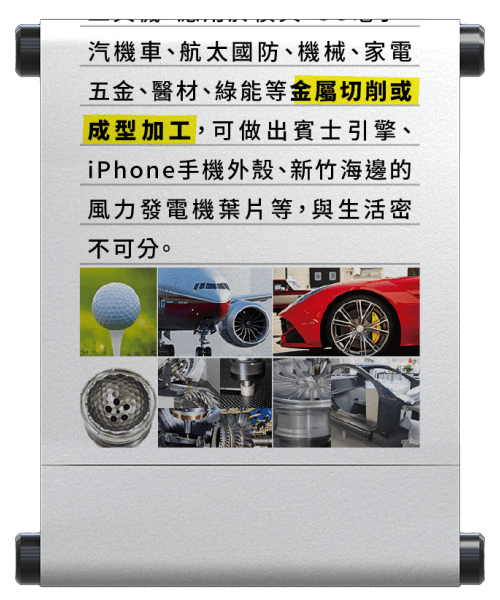 汽機車、航太國防、機械、家電
五金、醫材、綠能等金屬切削或
成型加工，可做出賓士引擎、
iPhone手機外殼、新竹海邊的
風力發電機葉片等，與生活密
不可分。